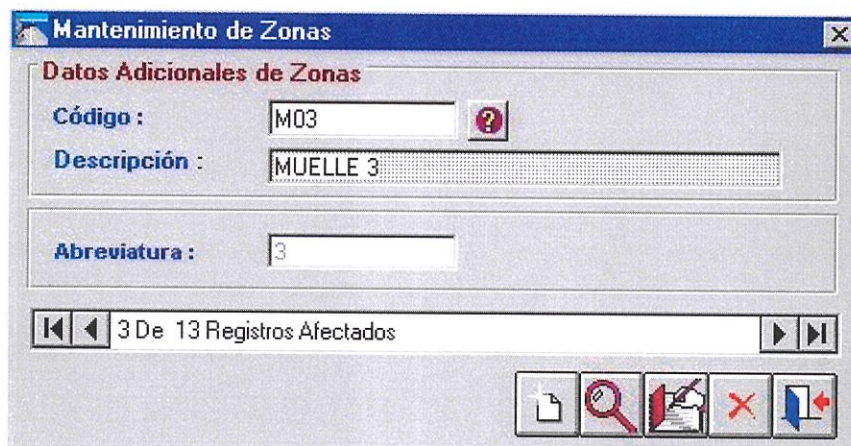 Mantenimiento de Zonas
Datos Adicionales de Zonas
Código : M03
Descripción : MUELLE 3
Abreviatura : 3
3 De 13 Registros Afectados